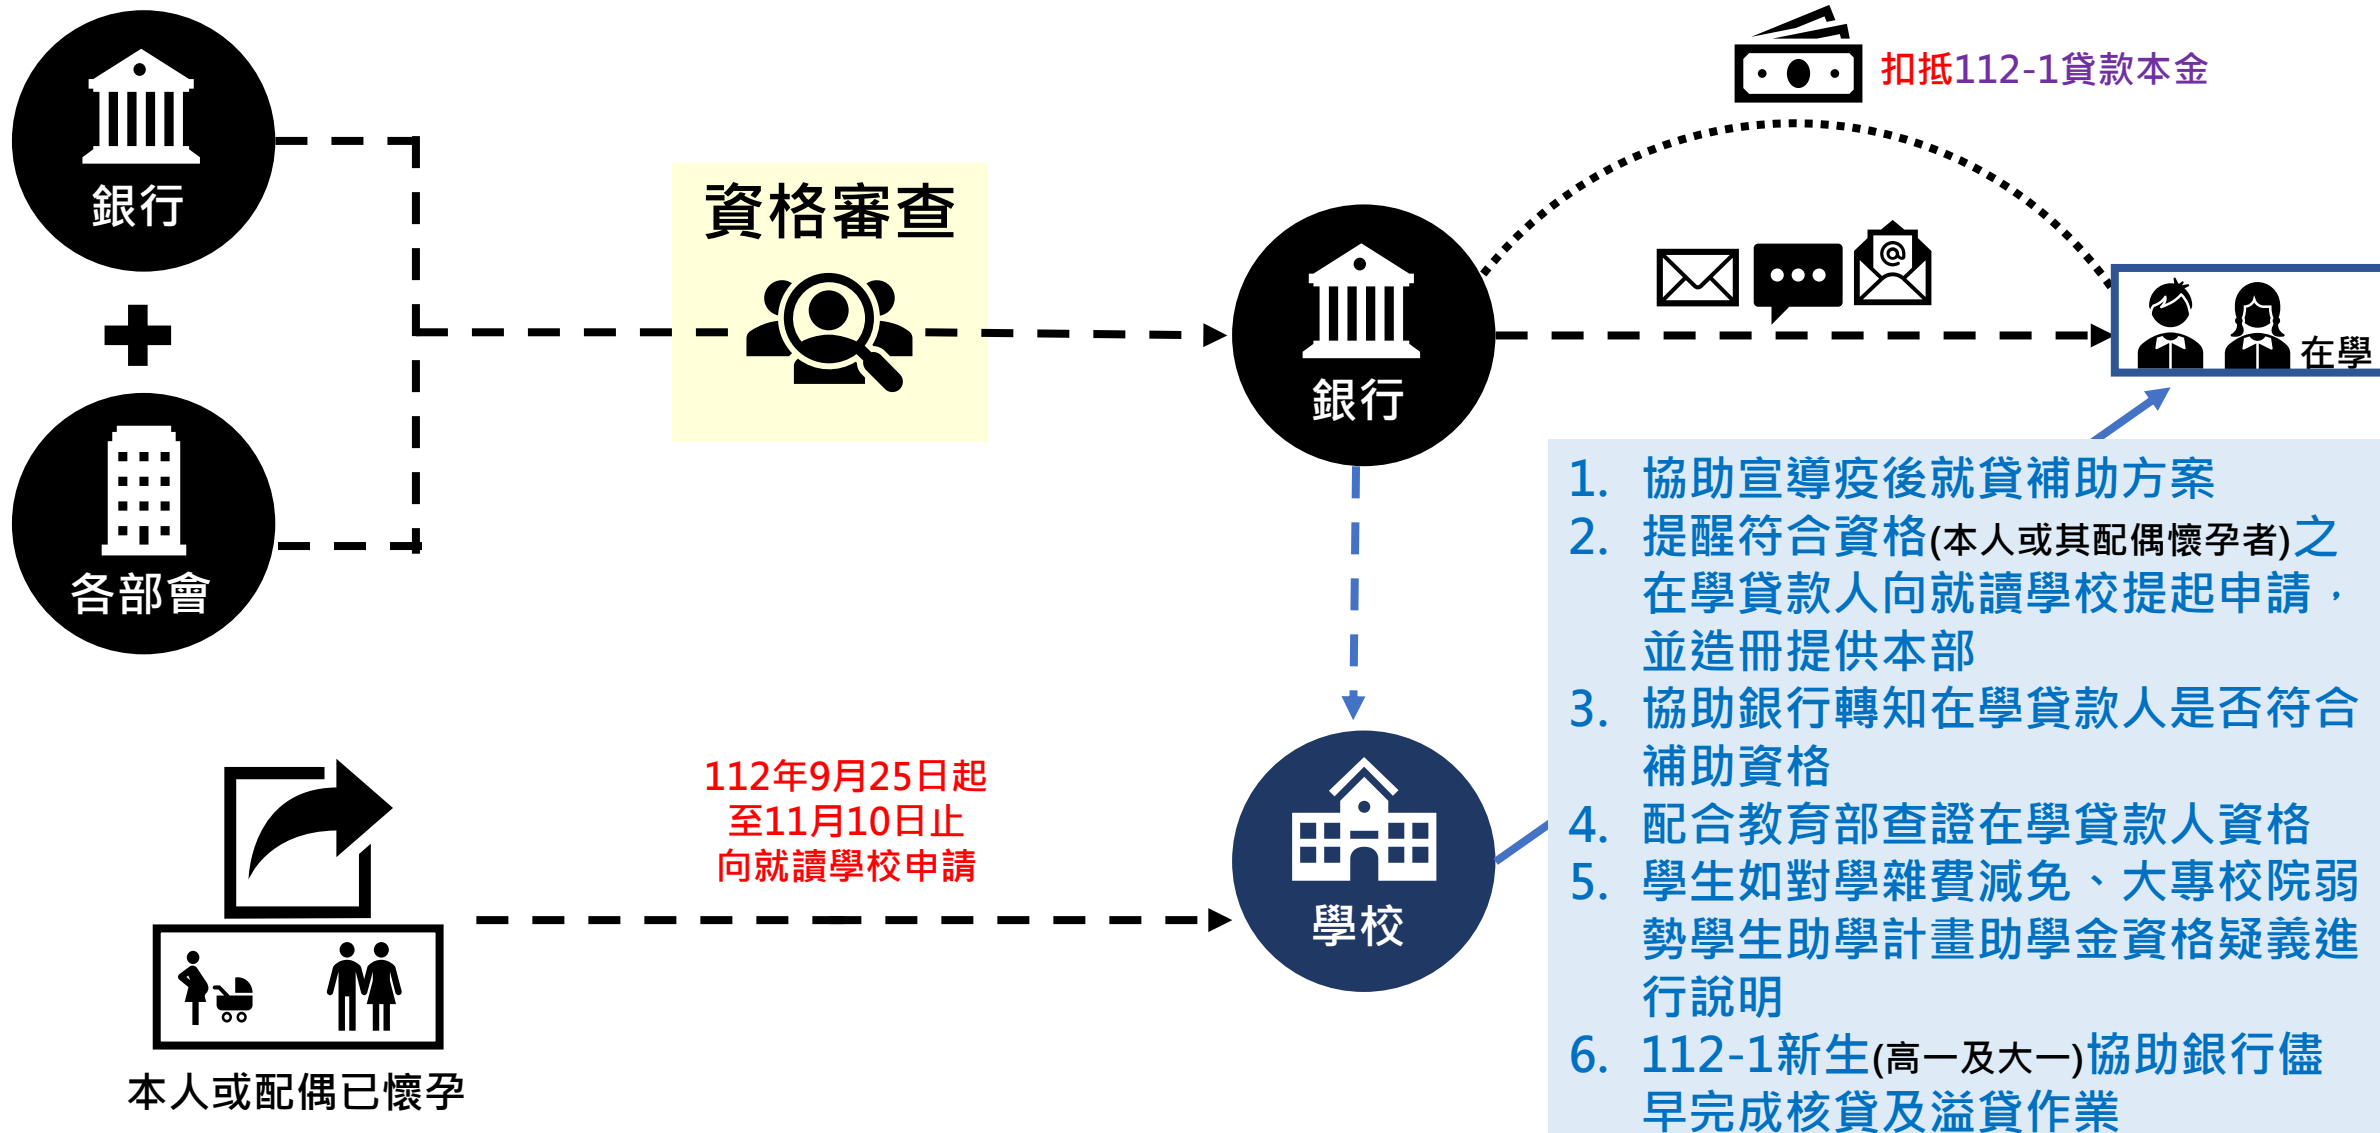 銀行
各部會
資格審查
銀行
扣抵112-1貸款本金
在學
112年9月25日起
至11月10日止
向就讀學校申請
本人或配偶已懷孕
學校
1. 協助宣導疫後就貸補助方案
2. 提醒符合資格(本人或其配偶懷孕者)之
在學貸款人向就讀學校提起申請，
並造冊提供本部
3. 協助銀行轉知在學貸款人是否符合
補助資格
4. 配合教育部查證在學貸款人資格
5. 學生如對學雜費減免、大專校院弱
勢學生助學計畫助學金資格疑義進
行說明
6. 112-1新生(高一及大一)協助銀行儘
早完成核貸及溢貸作業